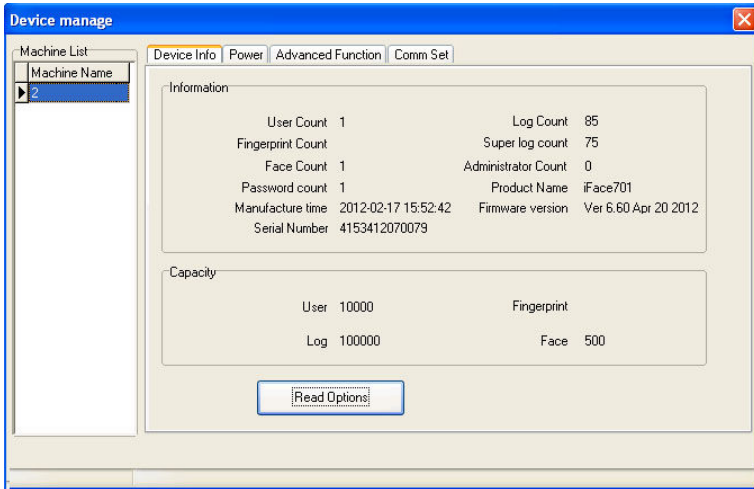 Device manage
Machine List
Machine Name
2
Device Info Power Advanced Function Comm Set
Information
User Count 1 Log Count 85
Fingerprint Count Super log count 75
Face Count 1 Administrator Count 0
Password count 1 Product Name iFace701
Manufacture time 2012-02-17 15:52:42 Firmware version Ver 6.60 Apr 20 2012
Serial Number 4153412070079
Capacity
User 10000 Fingerprint
Log 100000 Face 500
Read Options